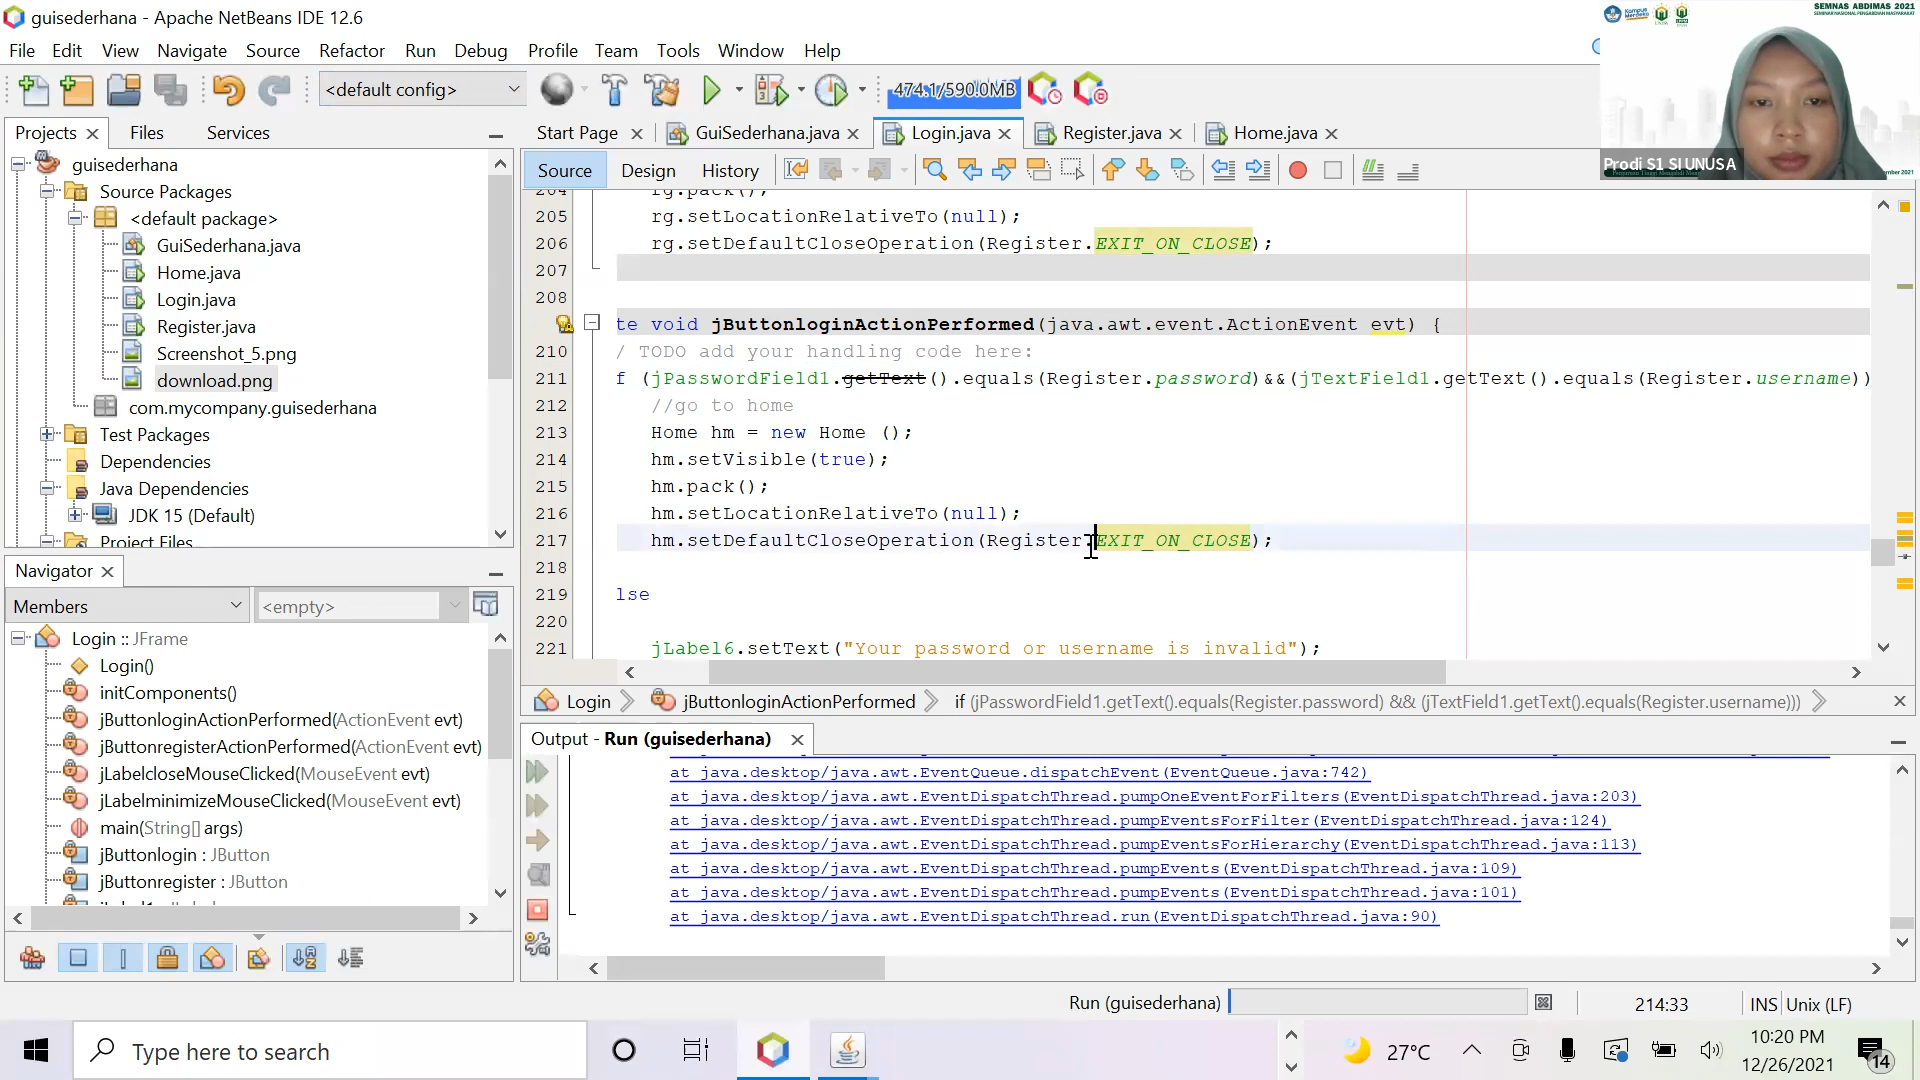 guisederhana - Apache NetBeans IDE 12.6
SEMNAS ABDIMAS 2021
File Edit View Navigate Source Refactor Run Debug Profile Team Tools Window Help
<default config>
474.1/590.0MB
Prodi S1 SI UNUSA
Projects Files Services
Start Page GuiSederhana.java Login.java Register.java Home.java
Source Design History
guisederhana
Source Packages
<default package>
GuiSederhana.java
Home.java
Login.java
Register.java
Screenshot_5.png
download.png
com.mycompany.guisederhana
Test Packages
Dependencies
Java Dependencies
JDK 15 (Default)
Project Files
204 rg.pack();
205 rg.setLocationRelativeTo(null);
206 rg.setDefaultCloseOperation(Register.EXIT_ON_CLOSE);
207
208
te void jButtonloginActionPerformed(java.awt.event.ActionEvent evt) {
210 / TODO add your handling code here:
211 f (jPasswordField1.getText().equals(Register.password)&&(jTextField1.getText().equals(Register.username))
212 //go to home
213 Home hm = new Home ();
214 hm.setVisible(true);
215 hm.pack();
216 hm.setLocationRelativeTo(null);
217 hm.setDefaultCloseOperation(Register.EXIT_ON_CLOSE);
218
219 lse
220
221 jLabel6.setText("Your password or username is invalid");
Login jButtonloginActionPerformed if (jPasswordField1.getText().equals(Register.password) && (jTextField1.getText().equals(Register.username)))
Navigator
Members <empty>
Login :: JFrame
Login()
initComponents()
jButtonloginActionPerformed(ActionEvent evt)
jButtonregisterActionPerformed(ActionEvent evt)
jLabelcloseMouseClicked(MouseEvent evt)
jLabelminimizeMouseClicked(MouseEvent evt)
main(String[] args)
jButtonlogin : JButton
jButtonregister : JButton
Output - Run (guisederhana)
at java.desktop/java.awt.EventQueue.dispatchEvent(EventQueue.java:742)
at java.desktop/java.awt.EventDispatchThread.pumpOneEventForFilters(EventDispatchThread.java:203)
at java.desktop/java.awt.EventDispatchThread.pumpEventsForFilter(EventDispatchThread.java:124)
at java.desktop/java.awt.EventDispatchThread.pumpEventsForHierarchy(EventDispatchThread.java:113)
at java.desktop/java.awt.EventDispatchThread.pumpEvents(EventDispatchThread.java:109)
at java.desktop/java.awt.EventDispatchThread.pumpEvents(EventDispatchThread.java:101)
at java.desktop/java.awt.EventDispatchThread.run(EventDispatchThread.java:90)
Run (guisederhana) 214:33 INS Unix (LF)
Type here to search
27°C
10:20 PM
12/26/2021
14